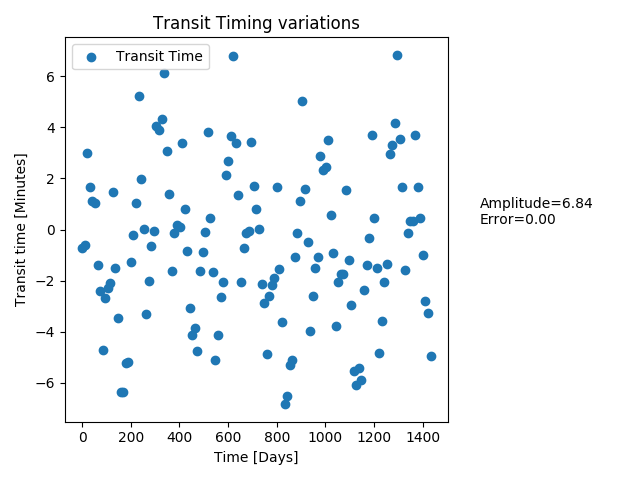 Transit Timing variations
Transit Time
Transit time [Minutes]
6
4
2
0
−2
−4
−6
0 200 400 600 800 1000 1200 1400
Time [Days]
Amplitude=6.84
Error=0.00